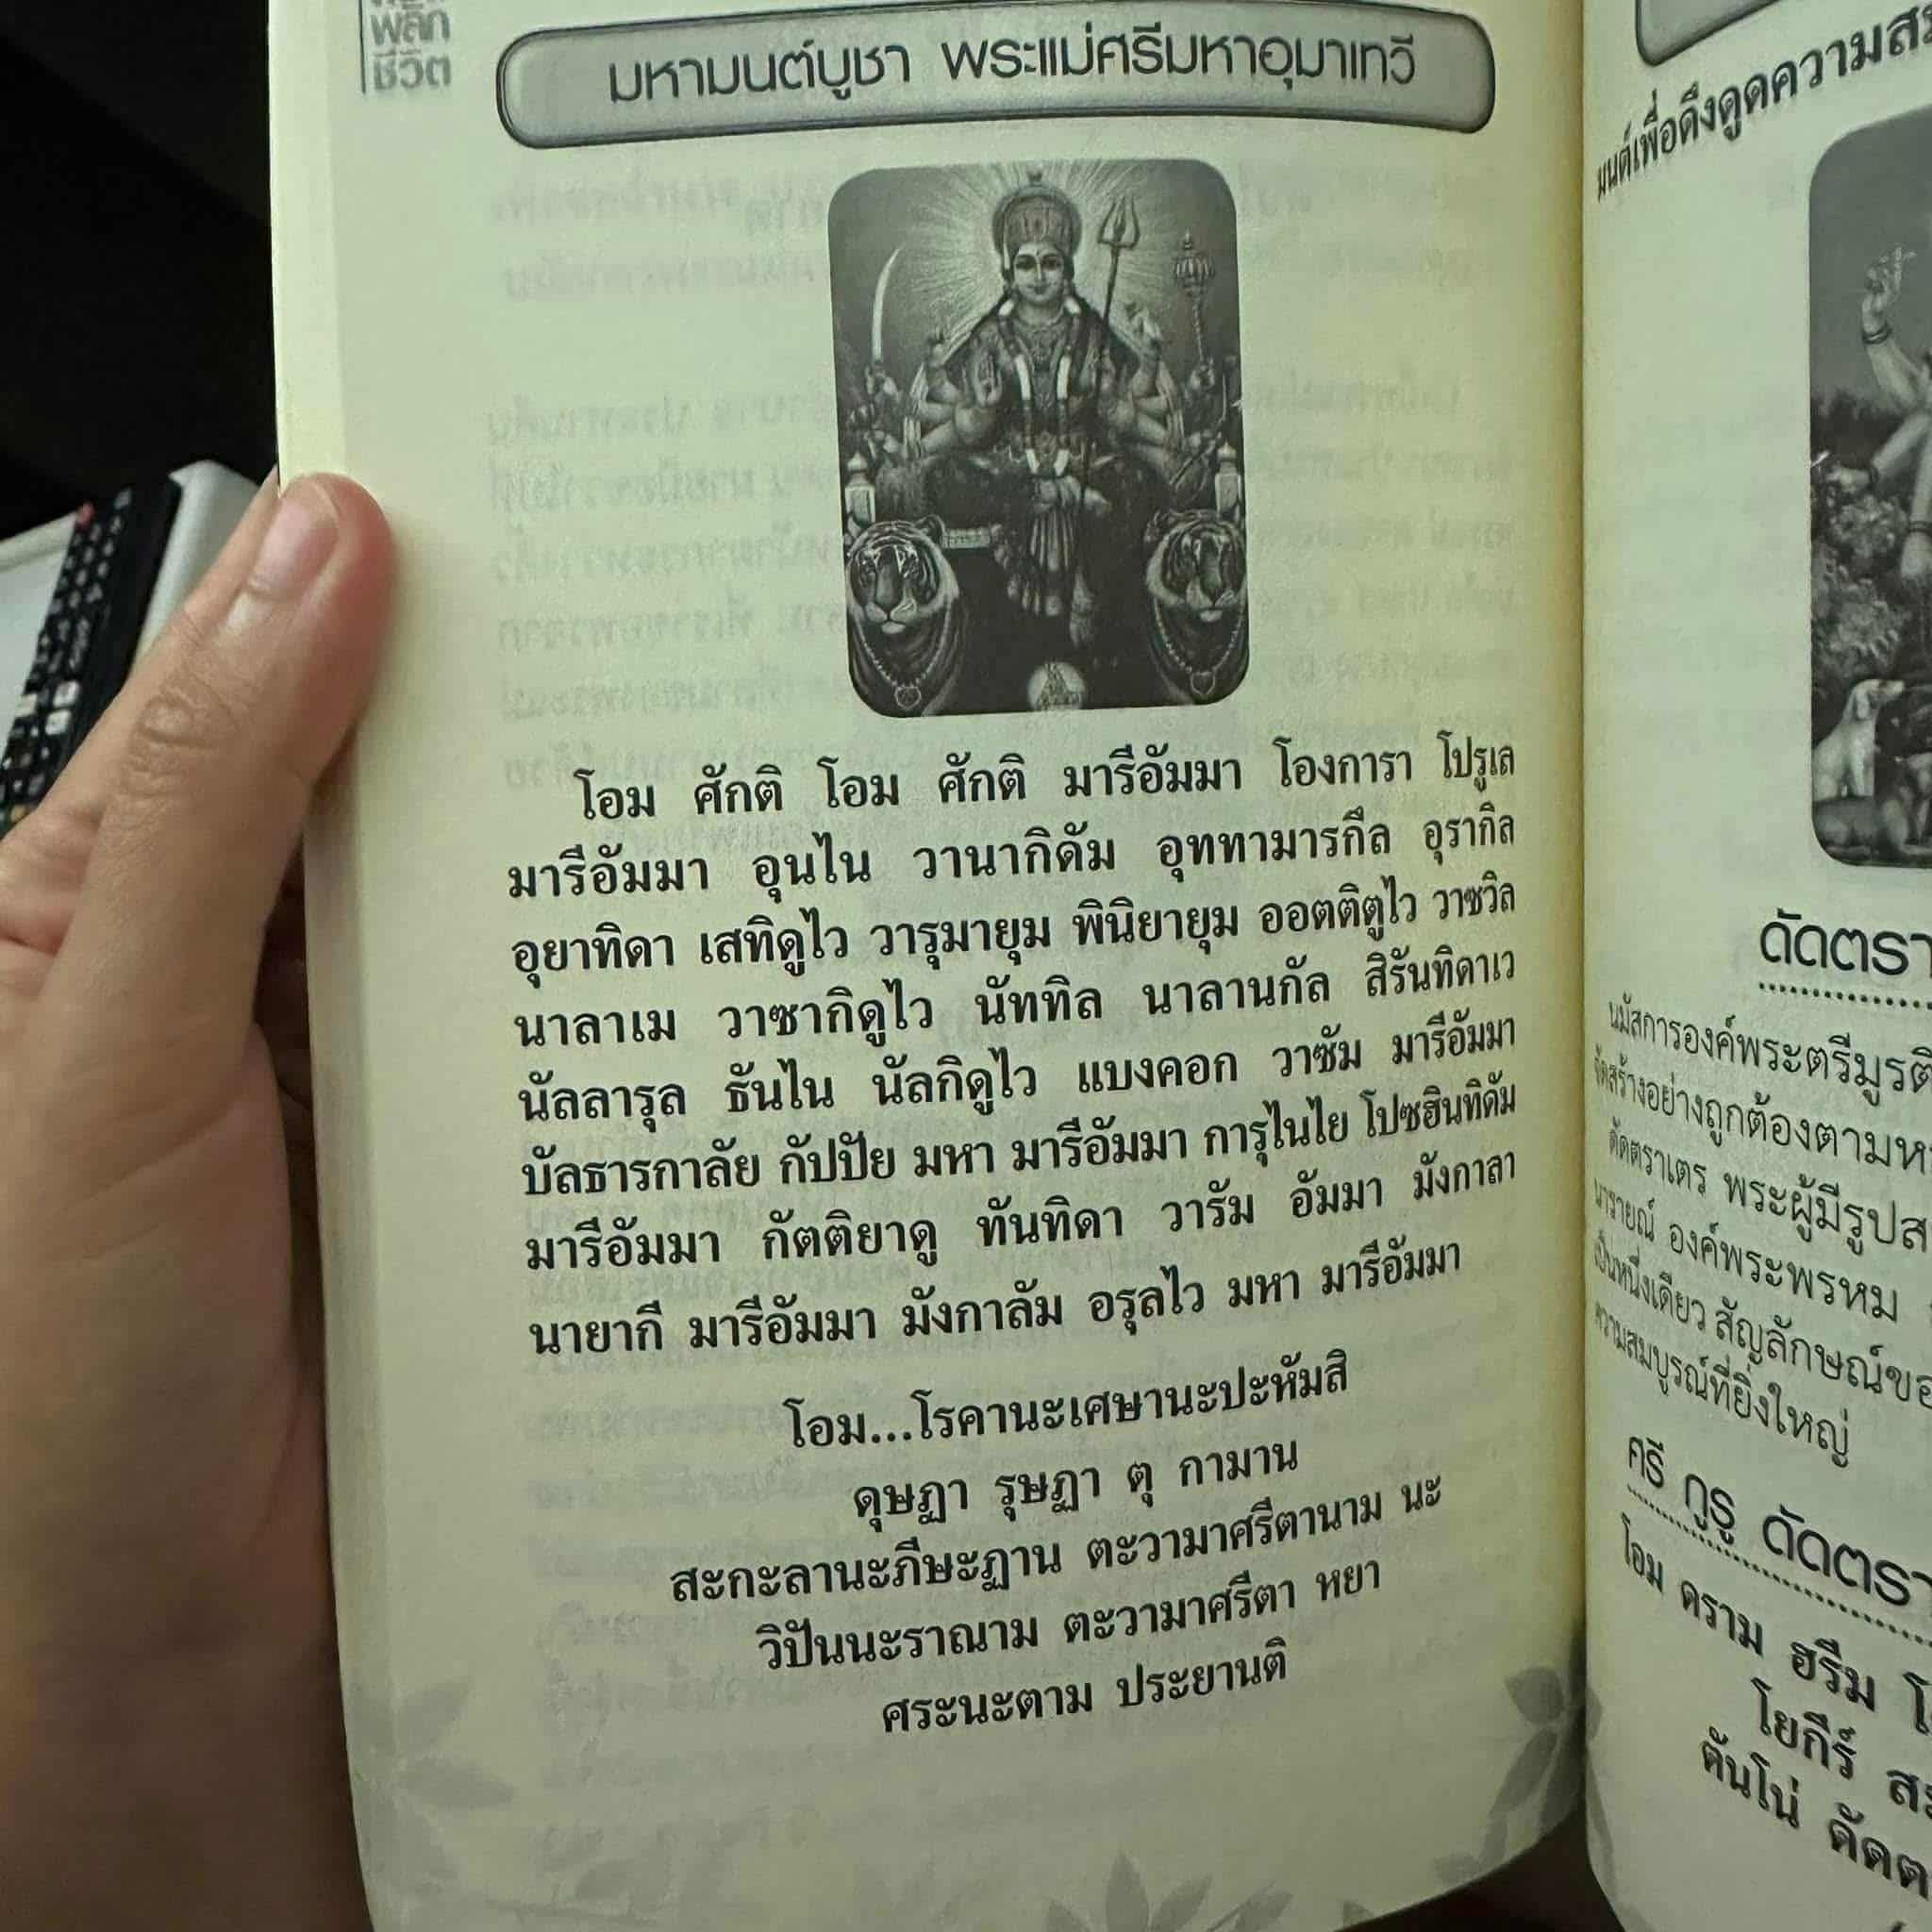 พลิก
ชีวิต
มหามนต์บูชา พระแม่ศรีมหาอุมาเทวี
โอม ศักติ โอม ศักติ มารีอัมมา โองการา โปรูเล
มารีอัมมา อุนไน วานากิดัม อุททามารกีล อุรากิล
อุยาทิดา เสทิดูไว วารุมายุม พินิยายุม ออตติตูไว วาซวิล
นาลาเม วาซากิดูไว นัททิล นาลานกัล สิรันทิดาเว
นัลลารุล ธันไน นัลกิดูไว แบงคอก วาซัม มารีอัมมา
บัลธารกาลัย กัปปัย มหา มารีอัมมา การุไนไย โปซฮินทิดัม
มารีอัมมา กัตติยาดู ทันทิดา วารัม อัมมา มังกาลา
นายากี มารีอัมมา มังกาลัม อรุลไว มหา มารีอัมมา
โอม...โรคานะเศษานะปะหัมสิ
ดุษฏา รุษฏา ตุ กามาน
สะกะลานะภีษะฏาน ตะวามาศรีตานาม นะ
วิปันนะราณาม ตะวามาศรีตา หยา
ศระนะตาม ประยานติ
มนต์เพื่อดึงดูดความ
ดัดตรา
นมัสการองค์พระตรีมูรติ
จัดสร้างอย่างถูกต้องตาม
ดัดตราเตร พระผู้มีรูป
นารายณ์ องค์พระพรหม
เป็นหนึ่งเดียว สัญลักษณ์
ความสมบูรณ์ที่ยิ่งใหญ่
ศรี กูรู ดัดตรา
โอม ดราม ฮรีม
โยกีร์
ตันโน่ ดัดต